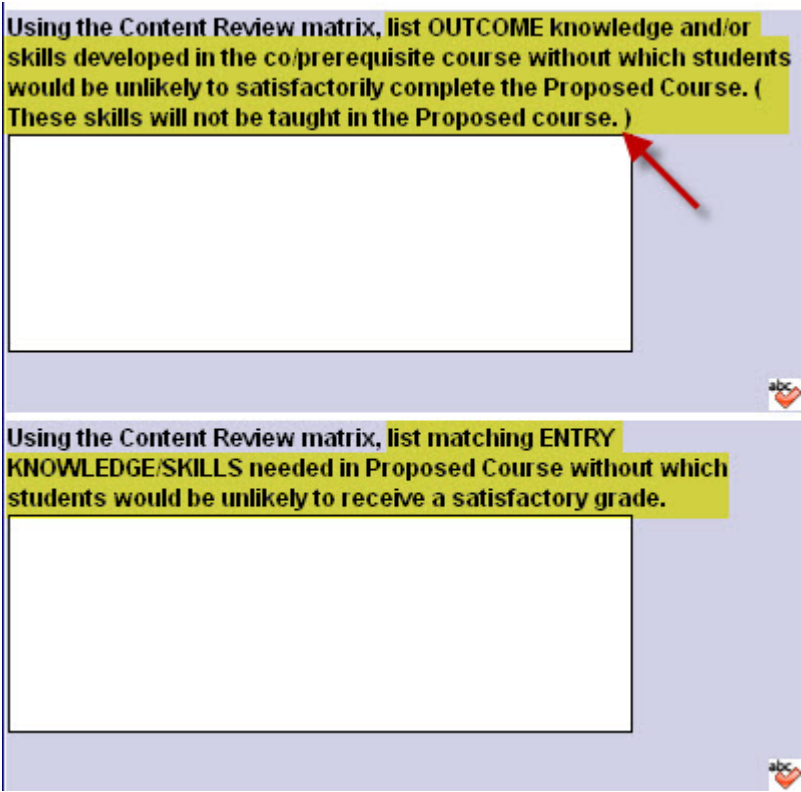 Using the Content Review matrix, list OUTCOME knowledge and/or
skills developed in the co/prerequisite course without which students
would be unlikely to satisfactorily complete the Proposed Course. (
These skills will not be taught in the Proposed course. )
abc
Using the Content Review matrix, list matching ENTRY
KNOWLEDGE/SKILLS needed in Proposed Course without which
students would be unlikely to receive a satisfactory grade.
abc